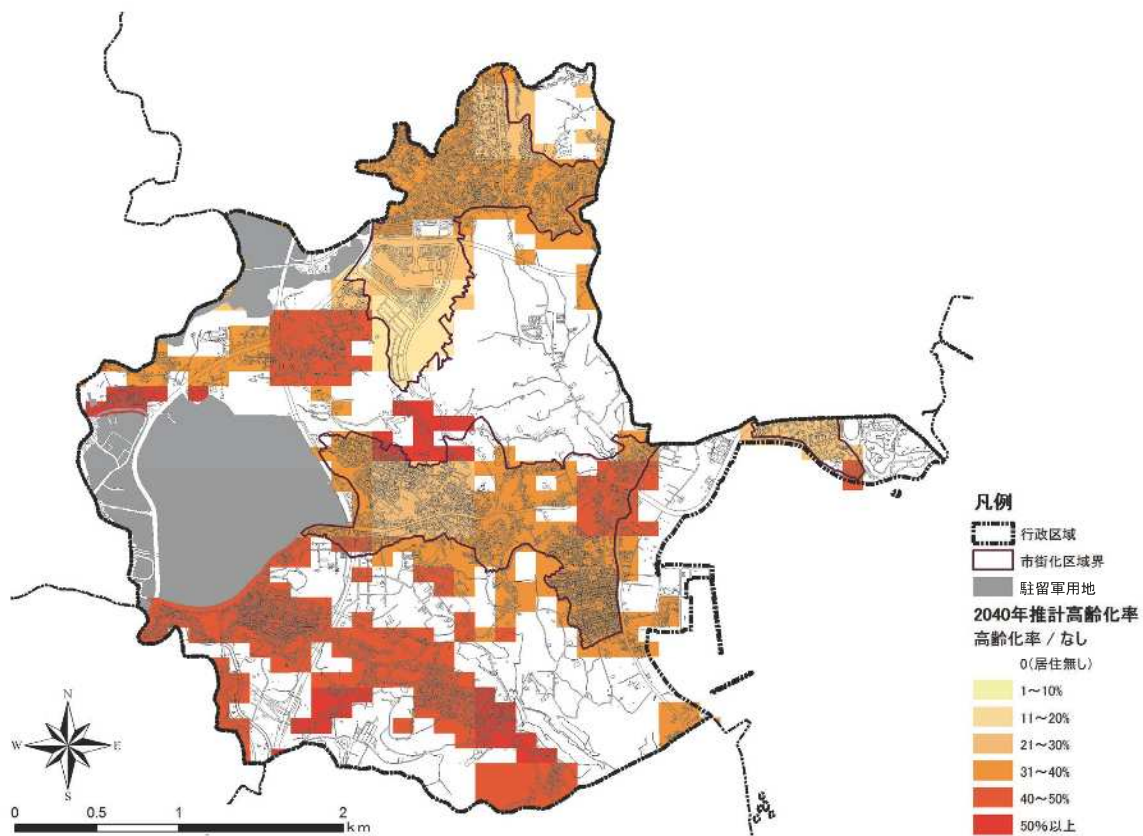 凡例
行政区域
市街化区域界
駐留軍用地
2040年推計高齢化率
高齢化率 / なし
0(居住無し)
1～10%
11～20%
21～30%
31～40%
40～50%
50%以上
N
W E
S
0 0.5 1 2
km